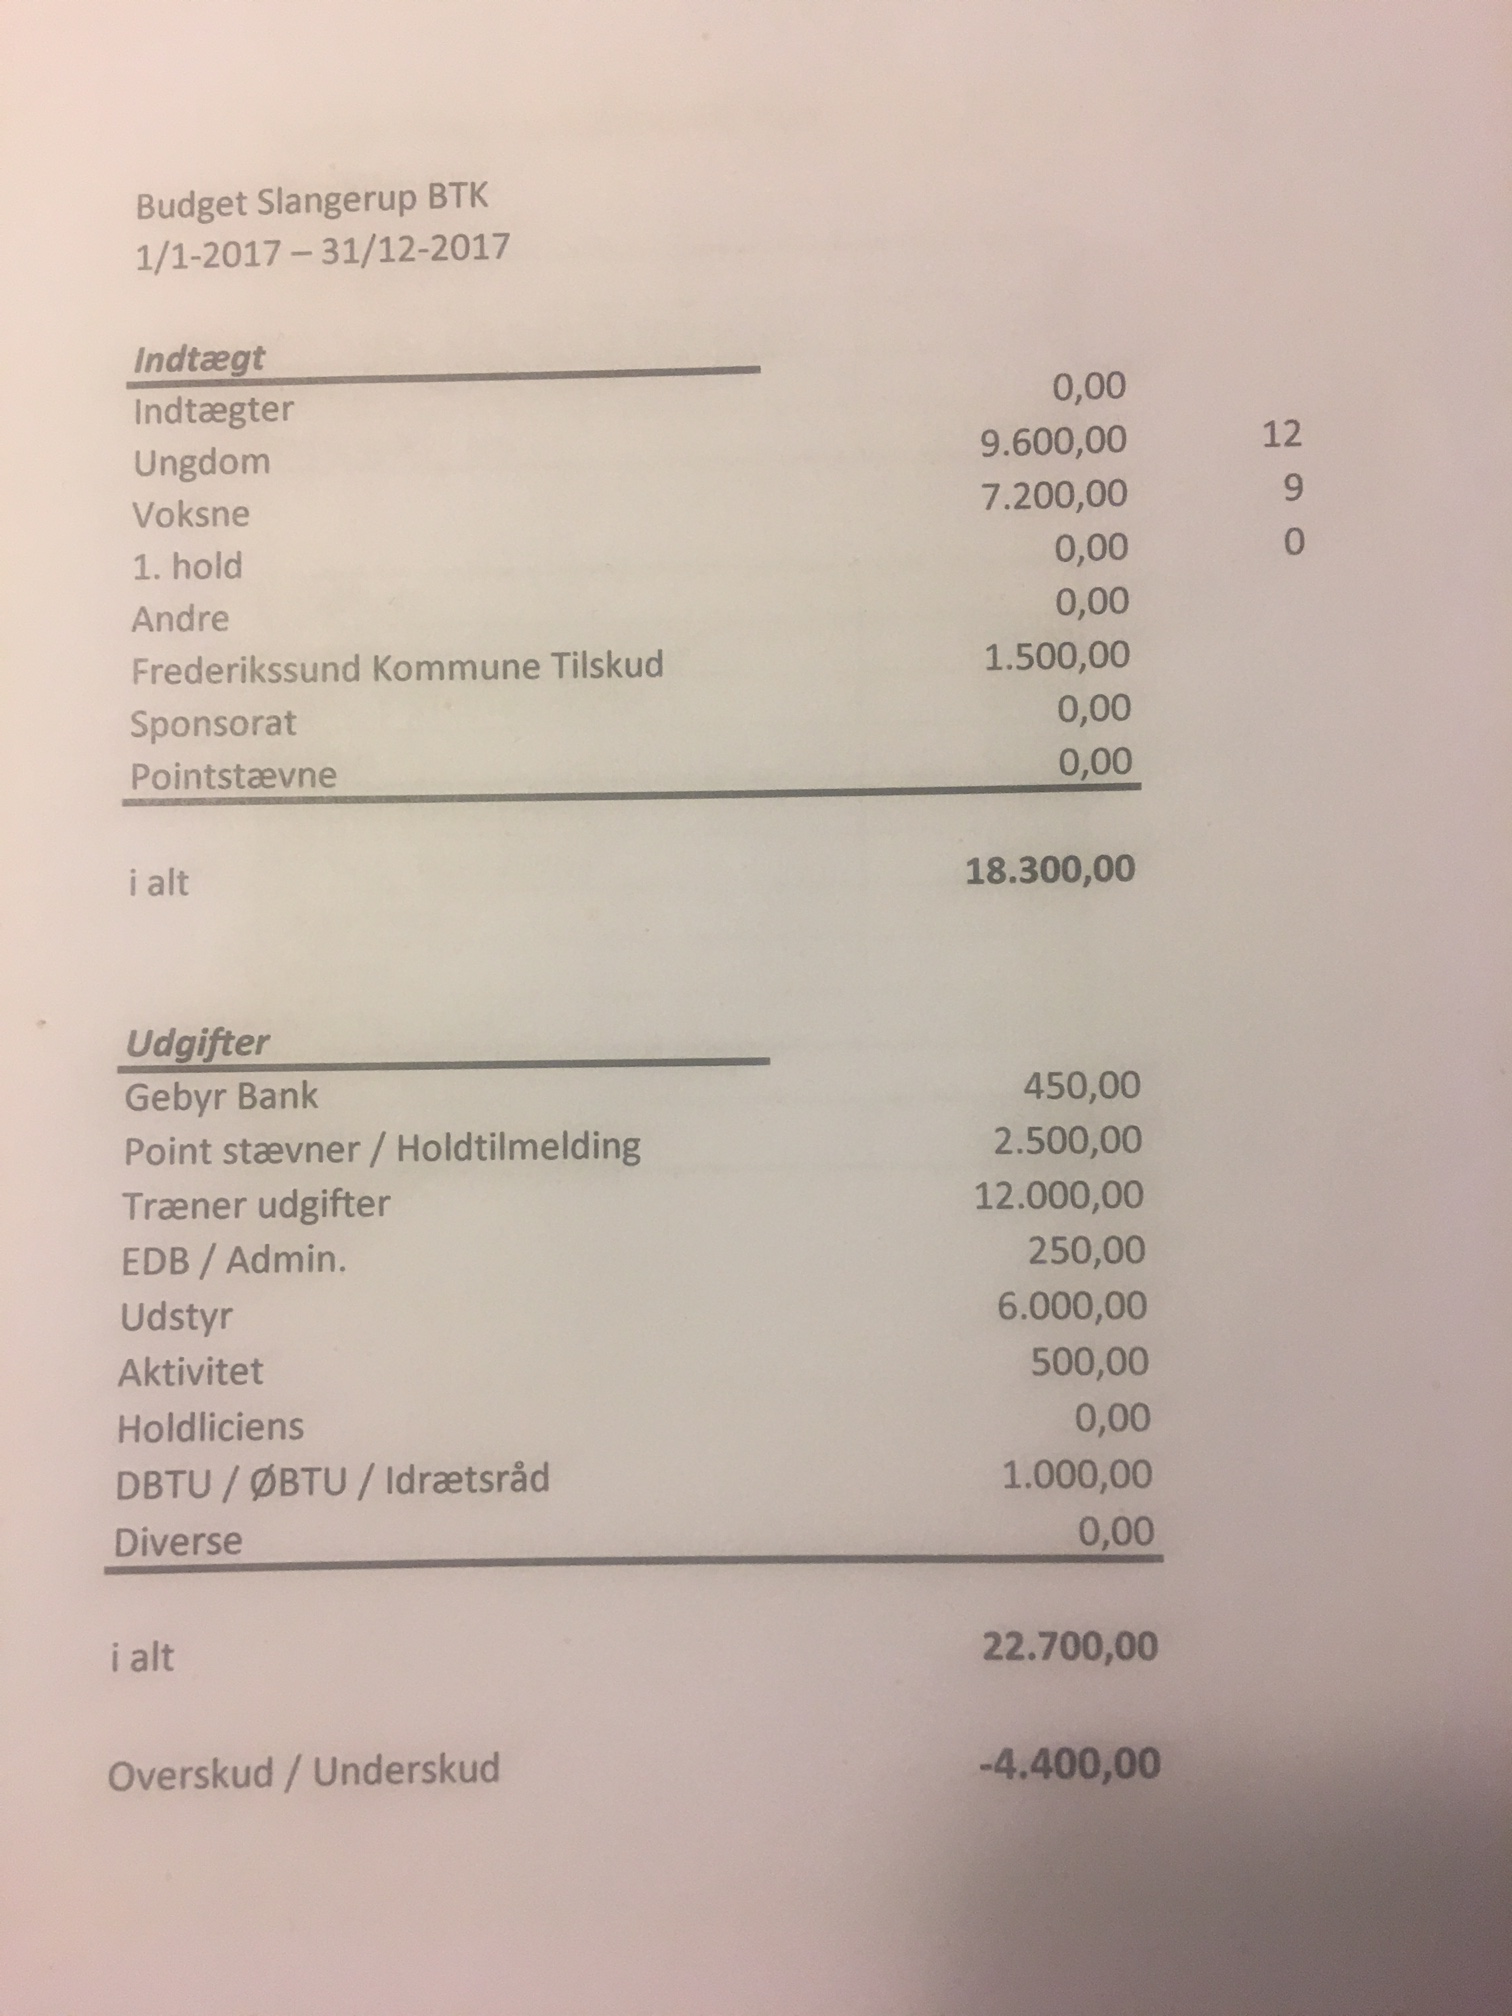 Budget Slangerup BTK
1/1-2017 – 31/12-2017
Indtægt
Indtægter 0,00
Ungdom 9.600,00 12
Voksne 7.200,00 9
1. hold 0,00 0
Andre 0,00
Frederikssund Kommune Tilskud 1.500,00
Sponsorat 0,00
Pointstævne 0,00
i alt 18.300,00
Udgifter
Gebyr Bank 450,00
Point stævner / Holdtilmelding 2.500,00
Træner udgifter 12.000,00
EDB / Admin. 250,00
Udstyr 6.000,00
Aktivitet 500,00
Holdliciens 0,00
DBTU / ØBTU / Idrætsråd 1.000,00
Diverse 0,00
i alt 22.700,00
Overskud / Underskud -4.400,00